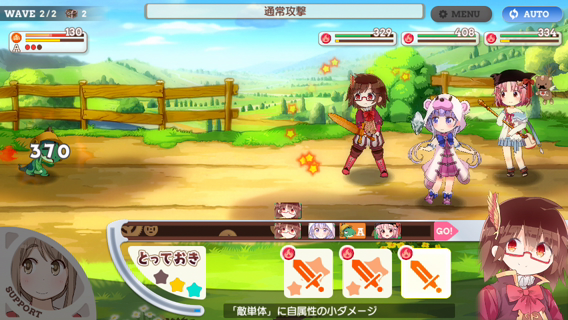 WAVE 2/2 2
通常攻撃
MENU
AUTO
130
A
329
408
334
370
A
GO!
とっておき
SUPPORT
「敵単体」に自属性の小ダメージ